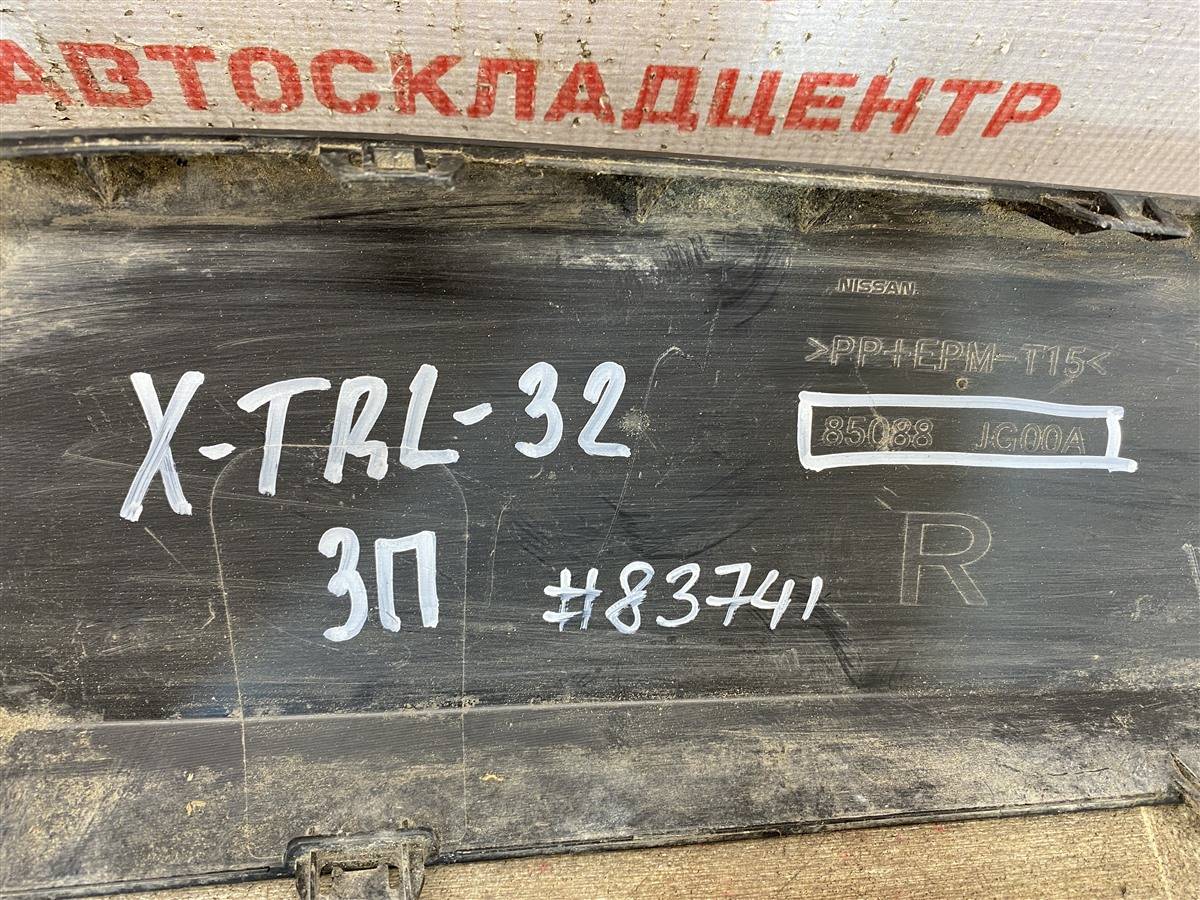 АВТОСКЛАДЦЕНТР
NISSAN
>PP+EPM-T15<
85088 JG00A
X-TRL-32
R
ЗП #83741